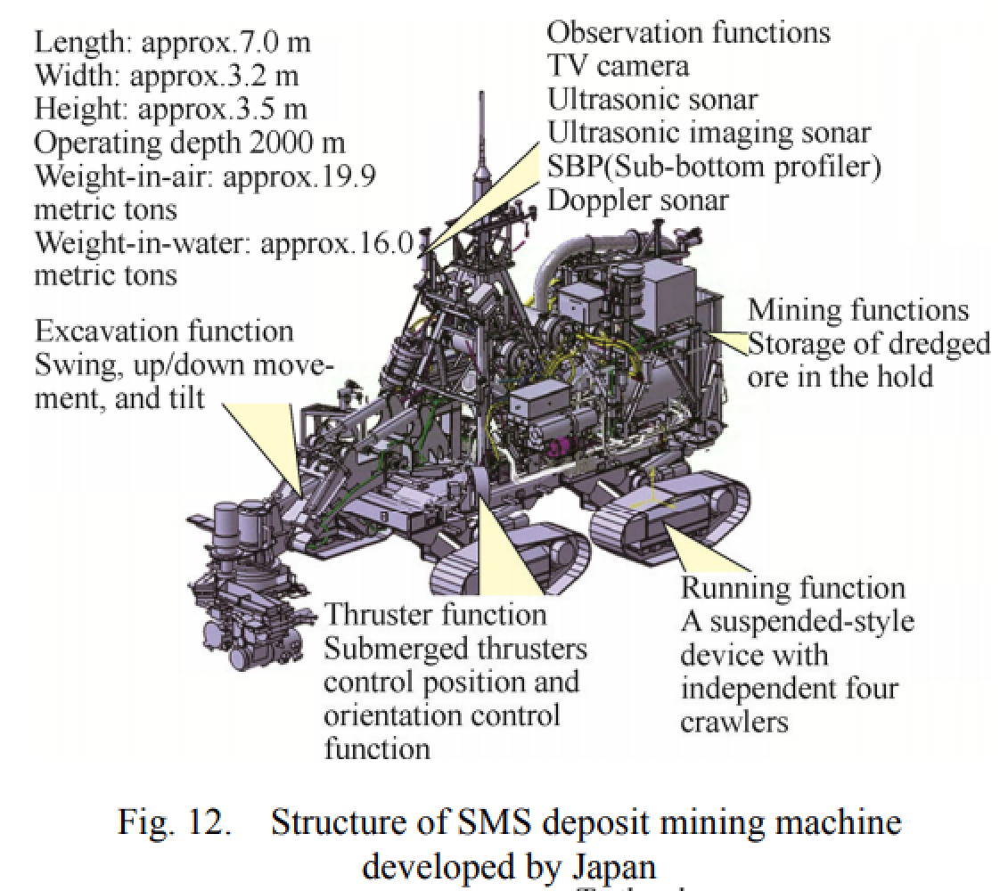 Length: approx.7.0 m
Width: approx.3.2 m
Height: approx.3.5 m
Operating depth 2000 m
Weight-in-air: approx.19.9
metric tons
Weight-in-water: approx.16.0
metric tons
Observation functions
TV camera
Ultrasonic sonar
Ultrasonic imaging sonar
SBP(Sub-bottom profiler)
Doppler sonar
Excavation function
Swing, up/down move-
ment, and tilt
Mining functions
Storage of dredged
ore in the hold
Thruster function
Submerged thrusters
control position and
orientation control
function
Running function
A suspended-style
device with
independent four
crawlers
Fig. 12. Structure of SMS deposit mining machine
developed by Japan